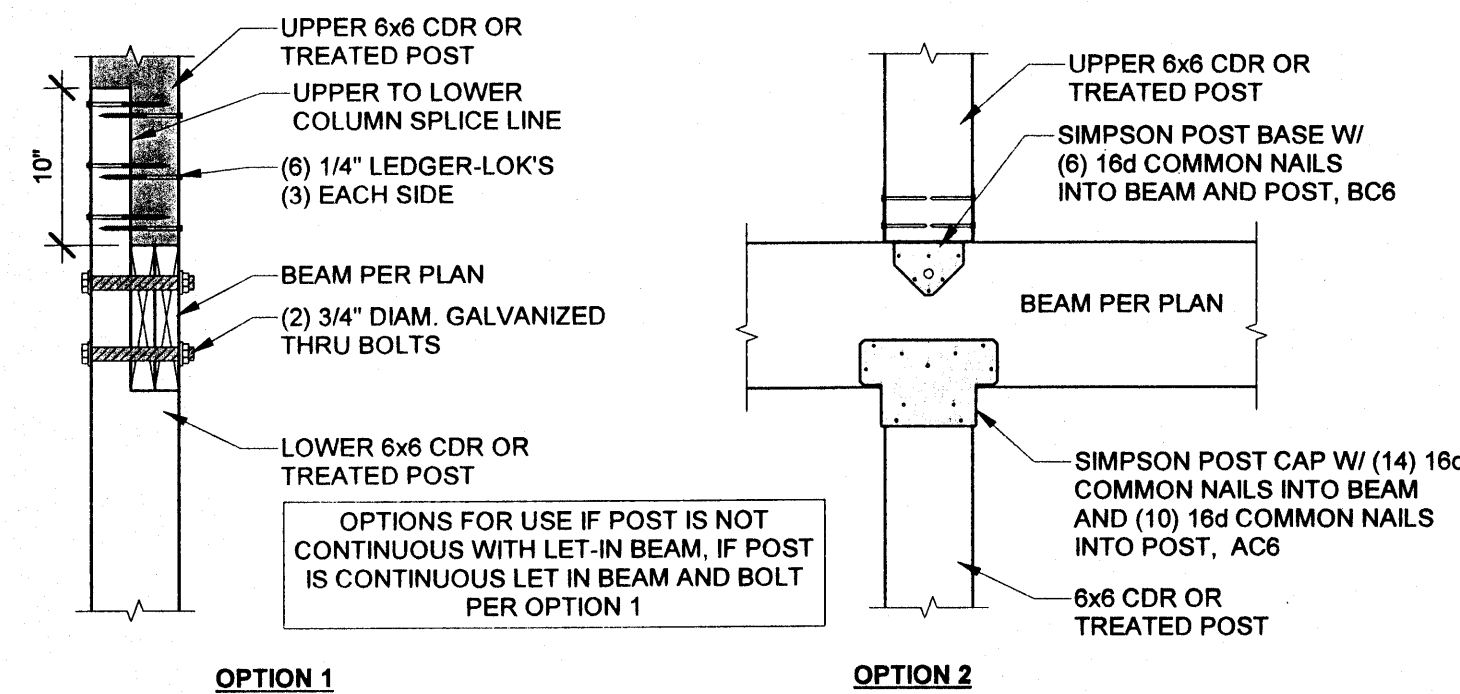 UPPER 6x6 CDR OR
TREATED POST
UPPER TO LOWER
COLUMN SPLICE LINE
10"
(6) 1/4" LEDGER-LOK'S
(3) EACH SIDE
BEAM PER PLAN
(2) 3/4" DIAM. GALVANIZED
THRU BOLTS
LOWER 6x6 CDR OR
TREATED POST
OPTIONS FOR USE IF POST IS NOT
CONTINUOUS WITH LET-IN BEAM, IF POST
IS CONTINUOUS LET IN BEAM AND BOLT
PER OPTION 1
OPTION 1
UPPER 6x6 CDR OR
TREATED POST
SIMPSON POST BASE W/
(6) 16d COMMON NAILS
INTO BEAM AND POST, BC6
BEAM PER PLAN
SIMPSON POST CAP W/ (14) 16d
COMMON NAILS INTO BEAM
AND (10) 16d COMMON NAILS
INTO POST, AC6
6x6 CDR OR
TREATED POST
OPTION 2